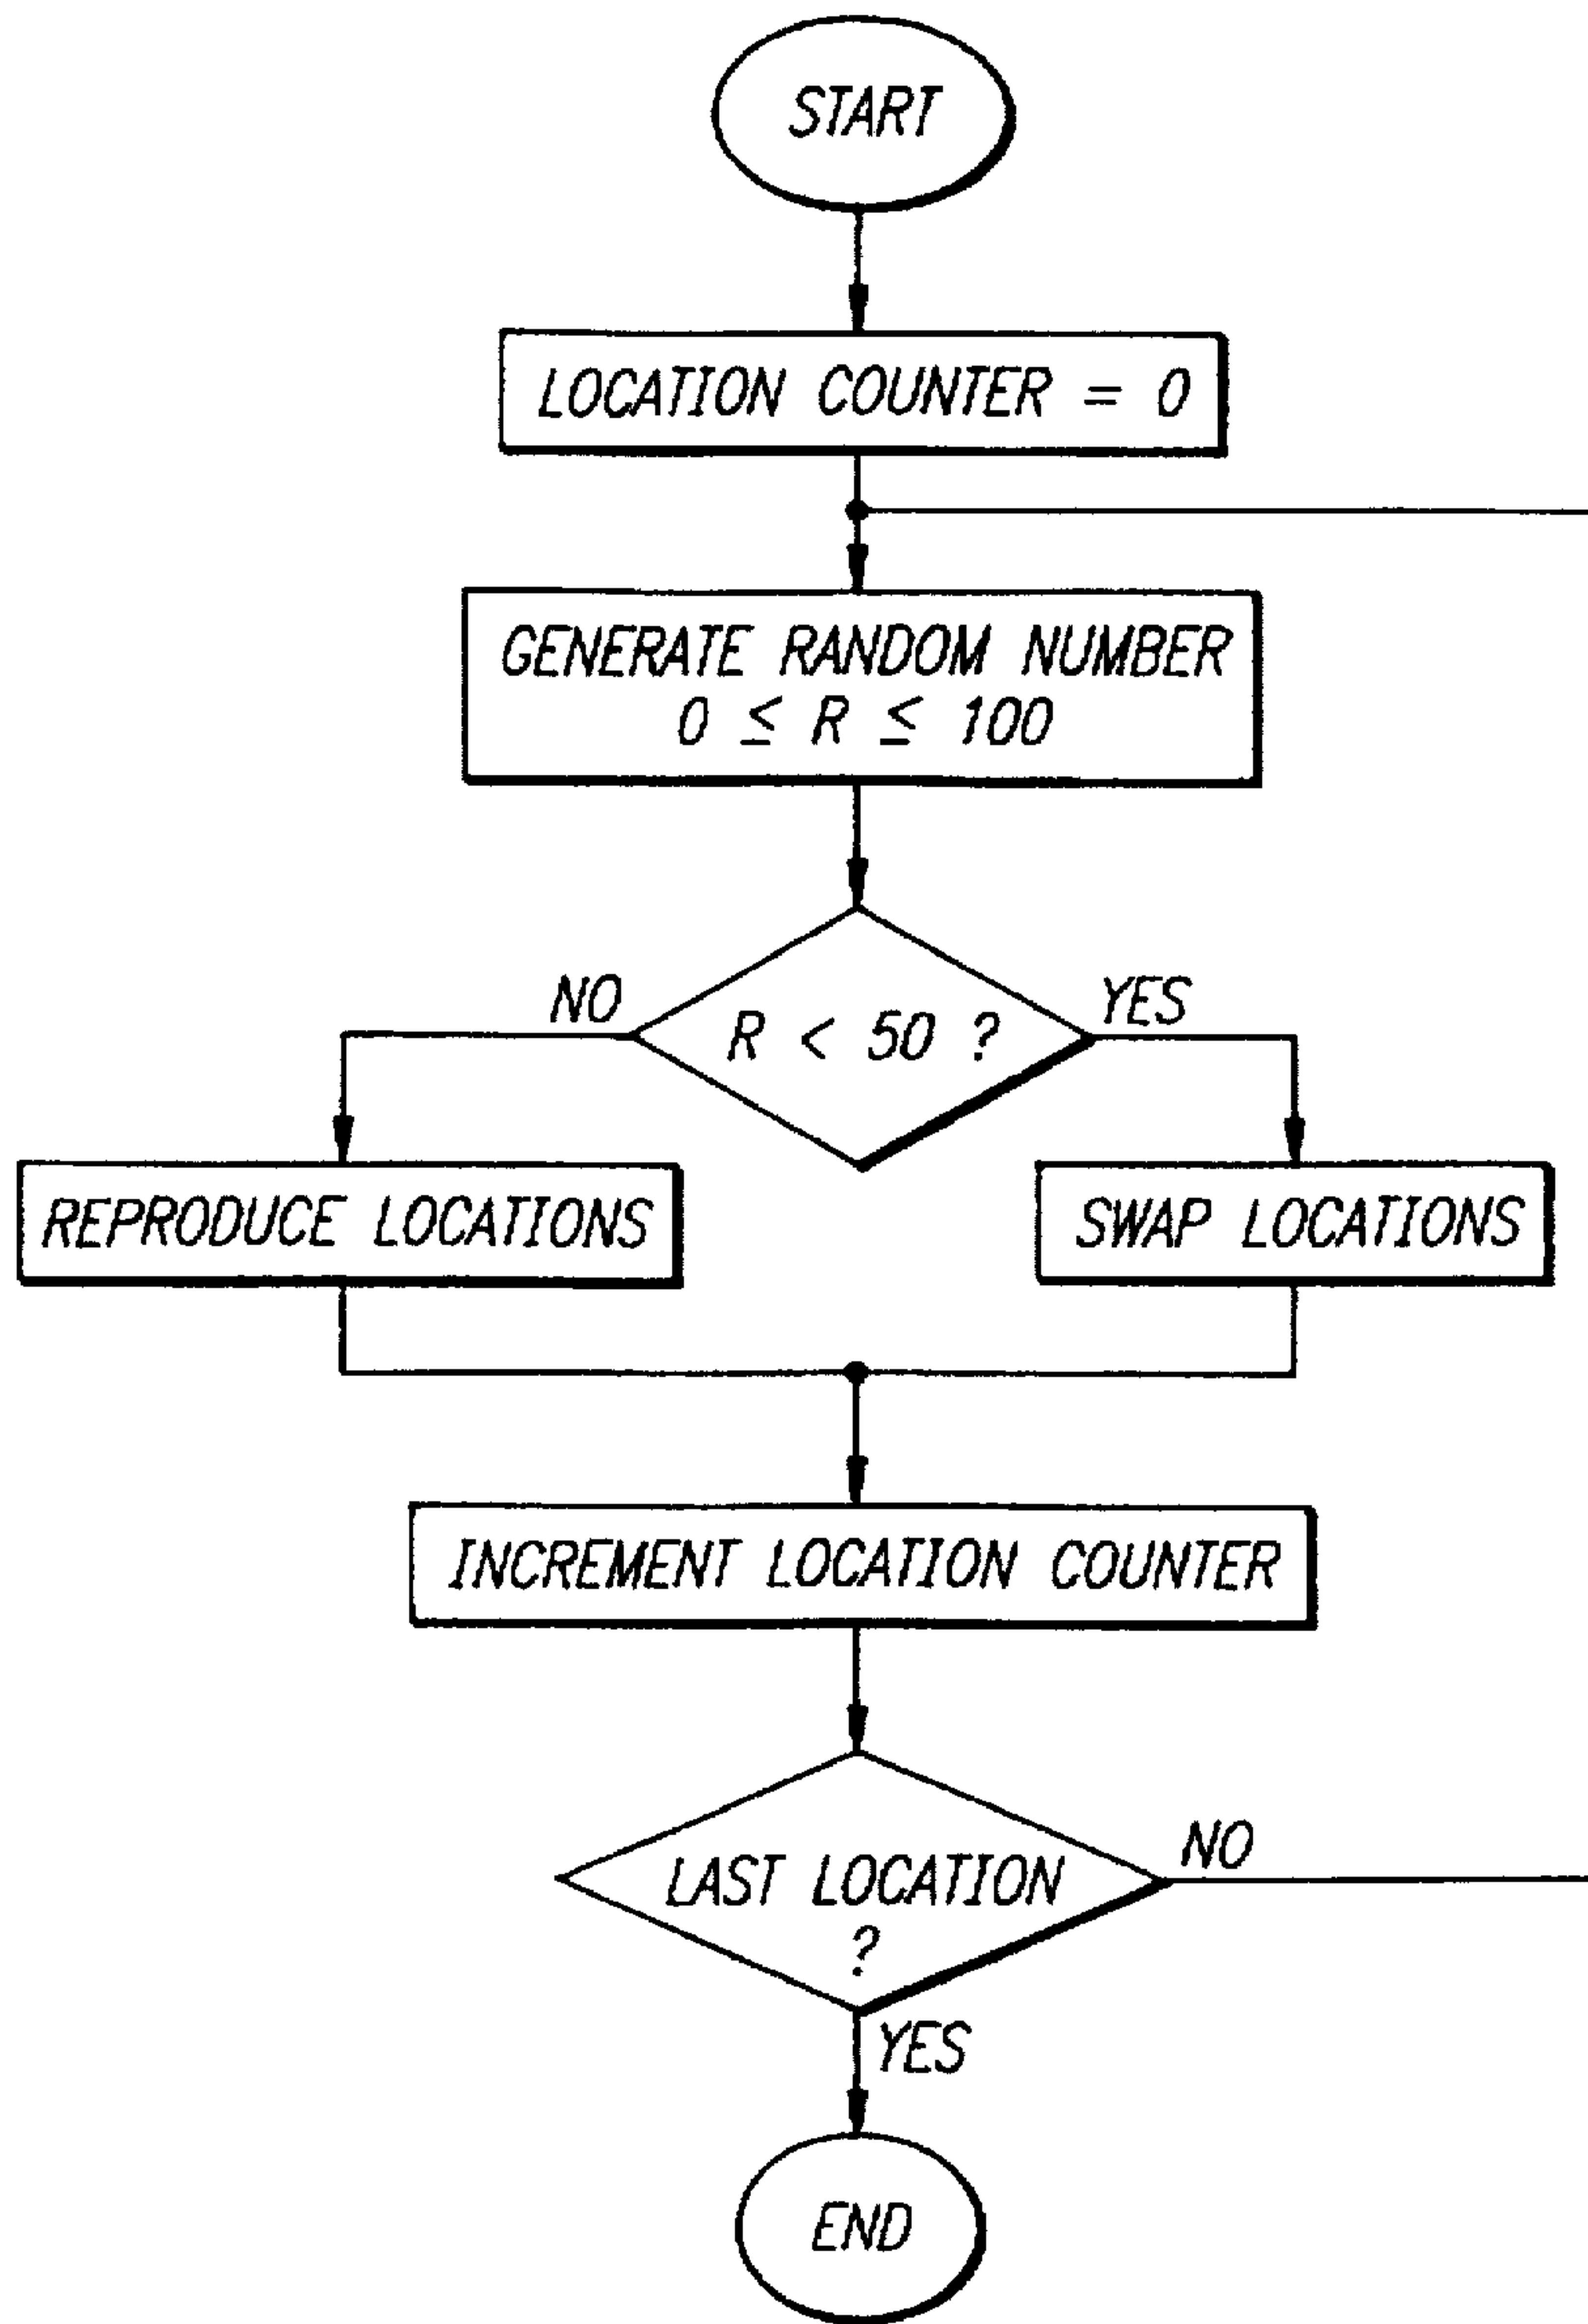 START
LOCATION COUNTER = 0
GENERATE RANDOM NUMBER
0 ≤ R ≤ 100
NO
R < 50 ?
YES
REPRODUCE LOCATIONS
SWAP LOCATIONS
INCREMENT LOCATION COUNTER
LAST LOCATION
?
NO
YES
END